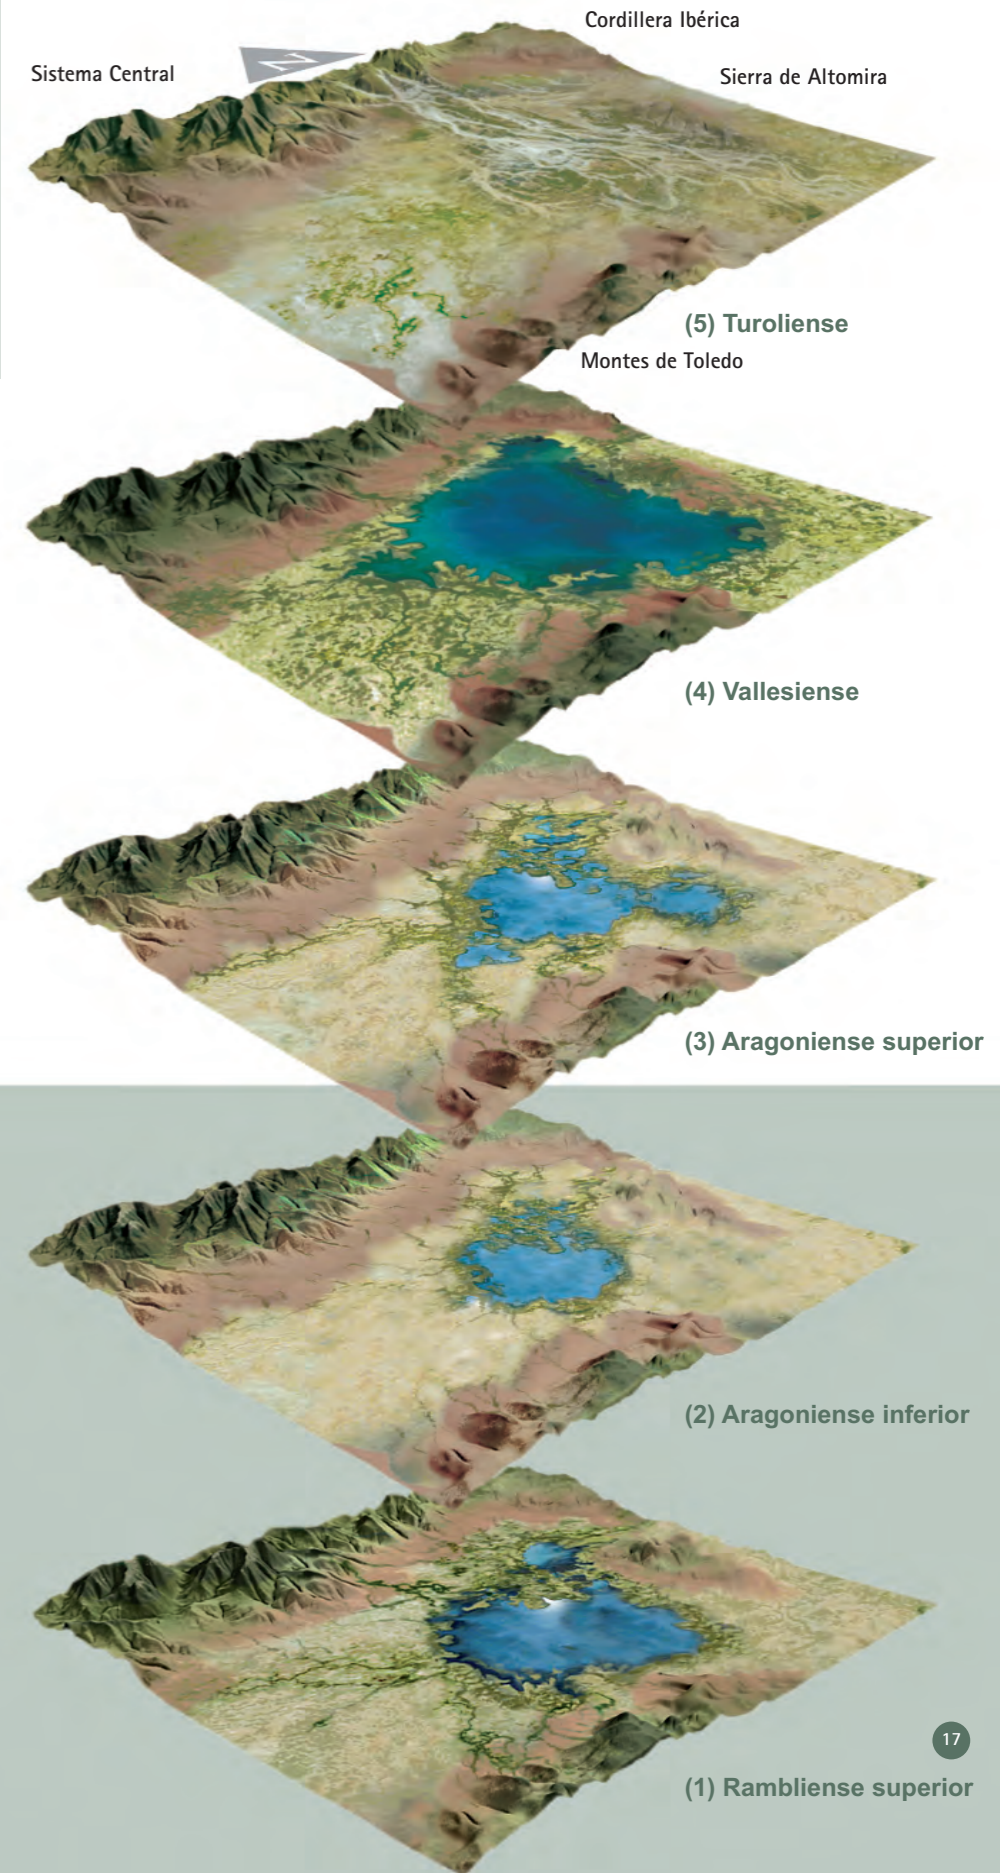 Cordillera Ibérica
Sistema Central
N
Sierra de Altomira
(5) Turoliense
Montes de Toledo
(4) Vallesiense
(3) Aragoniense superior
(2) Aragoniense inferior
17
(1) Rambliense superior